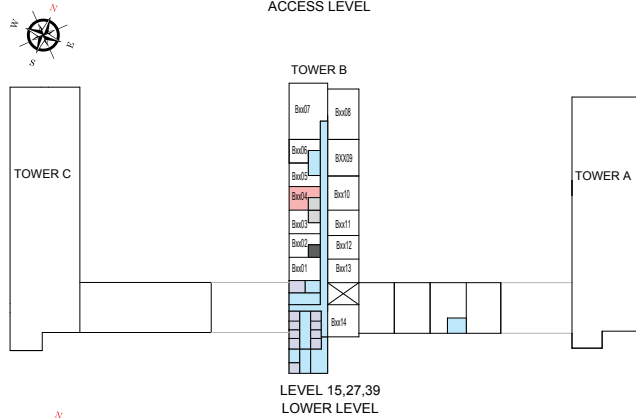 ACCESS LEVEL
N
W
E
S
TOWER B
Bxx07
Bxx08
Bxx06
BXX09
Bxx05
TOWER C
TOWER A
Bxx04
Bxx10
Bxx03
Bxx11
Bxx02
Bxx12
Bxx01
Bxx13
Bxx14
LEVEL 15,27,39
LOWER LEVEL
N